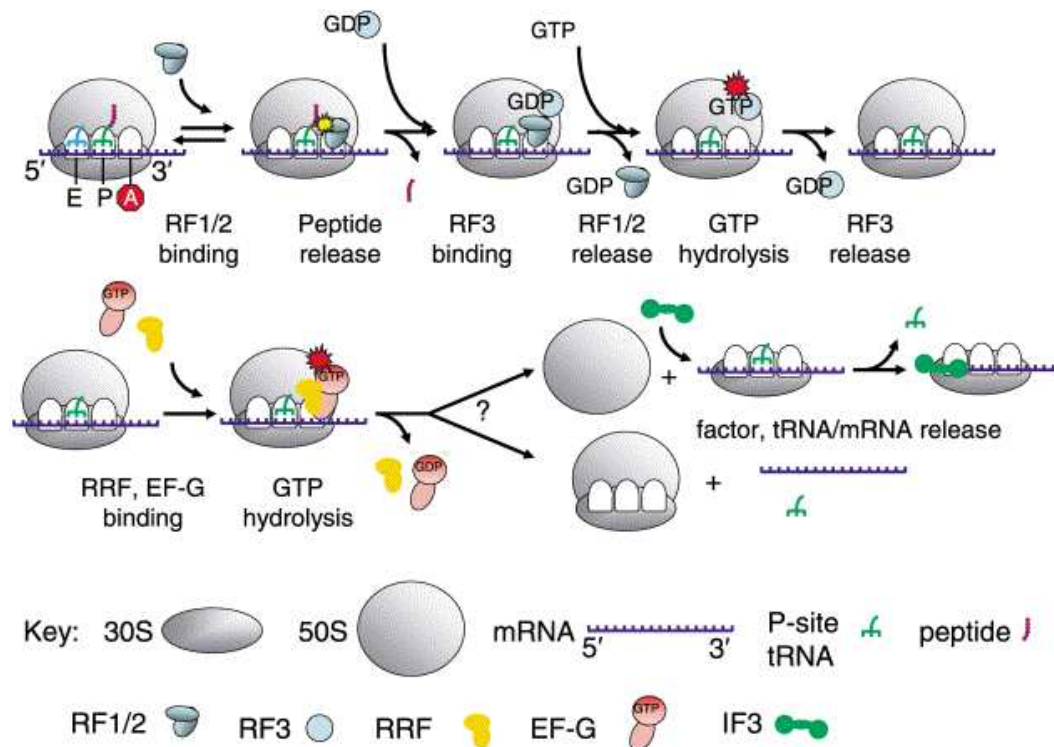 GDP
GTP
GDP
GTP
5′
3′
E P A
GDP
GDP
RF1/2 binding
Peptide release
RF3 binding
RF1/2 release
GTP hydrolysis
RF3 release
GTP
GTP
?
+
GDP
factor, tRNA/mRNA release
+
RRF, EF-G binding
GTP hydrolysis
Key:
30S
50S
mRNA
5′
3′
P-site tRNA
peptide
RF1/2
RF3
RRF
EF-G
GTP
IF3